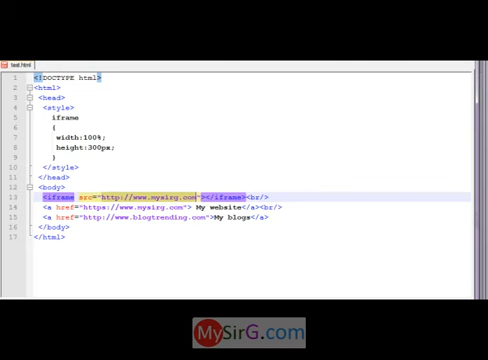 test.html
1 <!DOCTYPE html>
2 <html>
3 <head>
4 <style>
5 iframe
6 {
7 width:100%;
8 height:300px;
9 }
10 </style>
11 </head>
12 <body>
13 <iframe src="http://www.mysirg.com"></iframe><br/>
14 <a href="https://www.mysirg.com"> My website</a><br/>
15 <a href="http://www.blogtrending.com">My blogs</a>
16 </body>
17 </html>
MySirG.com